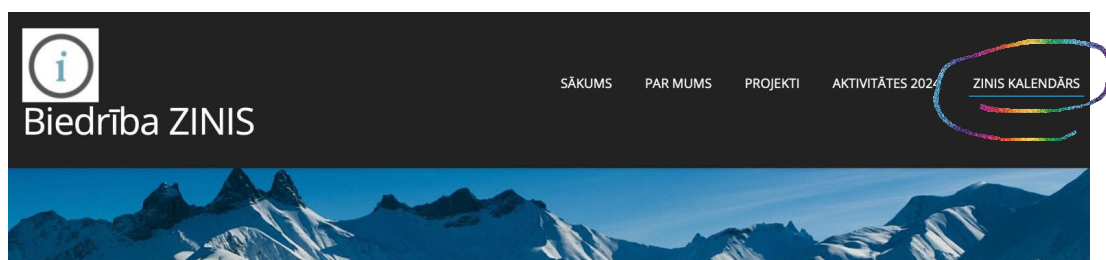 i
SĀKUMS PAR MUMS PROJEKTI AKTIVITĀTES 2024 ZINIS KALENDĀRS
Biedrība ZINIS